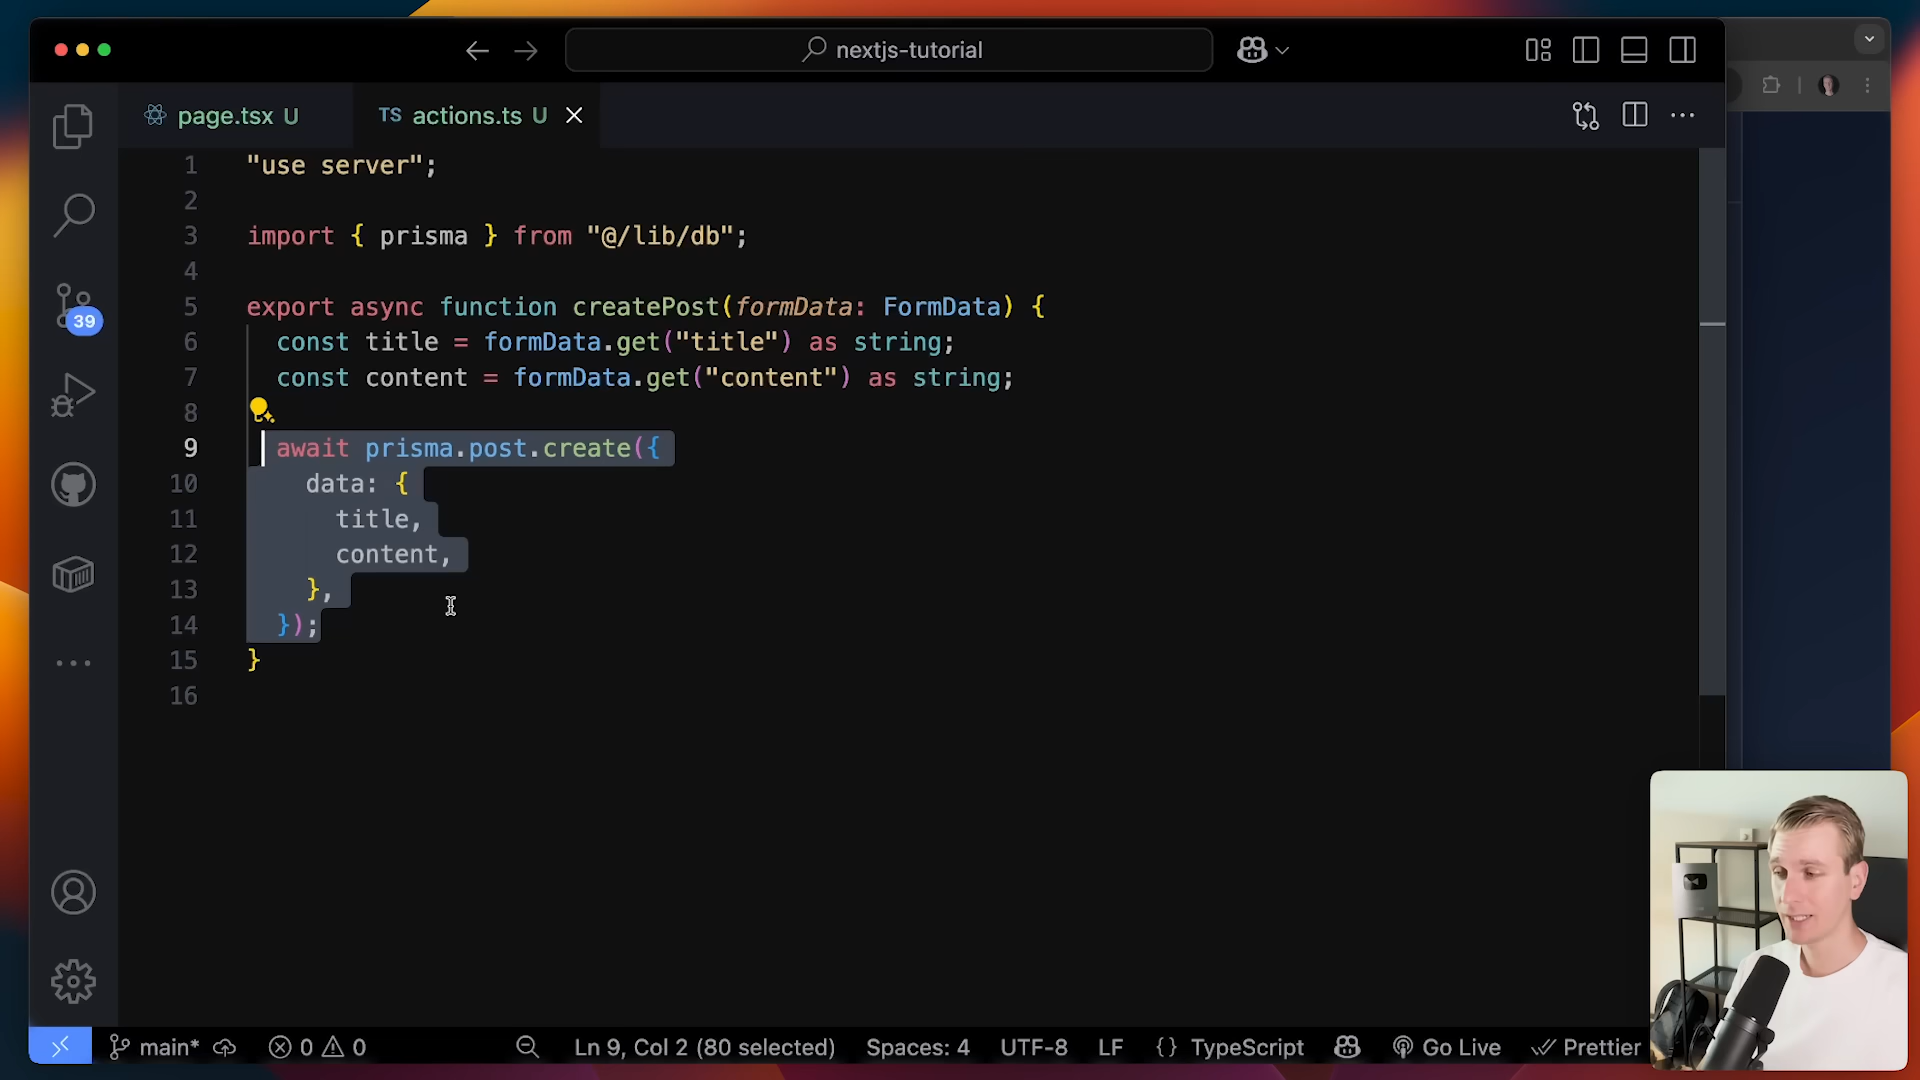 nextjs-tutorial
page.tsx U
TS actions.ts U
1 "use server";
2
3 import { prisma } from "@/lib/db";
4
5 export async function createPost(formData: FormData) {
6 const title = formData.get("title") as string;
7 const content = formData.get("content") as string;
8
9 await prisma.post.create({
10 data: {
11 title,
12 content,
13 },
14 });
15 }
16
39
main* 0 0 Ln 9, Col 2 (80 selected) Spaces: 4 UTF-8 LF {} TypeScript Go Live Prettier